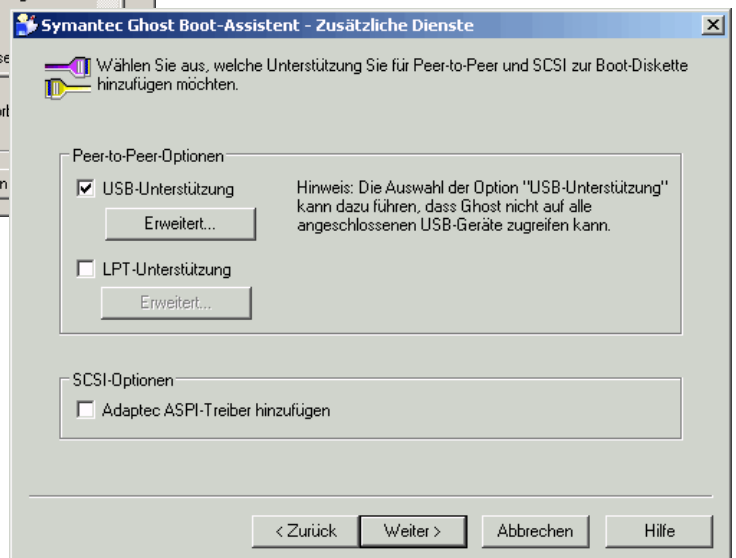 Symantec Ghost Boot-Assistent - Zusätzliche Dienste
Wählen Sie aus, welche Unterstützung Sie für Peer-to-Peer und SCSI zur Boot-Diskette
hinzufügen möchten.
Peer-to-Peer-Optionen
USB-Unterstützung
Erweitert...
Hinweis: Die Auswahl der Option "USB-Unterstützung"
kann dazu führen, dass Ghost nicht auf alle
angeschlossenen USB-Geräte zugreifen kann.
LPT-Unterstützung
Erweitert...
SCSI-Optionen
Adaptec ASPI-Treiber hinzufügen
< Zurück
Weiter >
Abbrechen
Hilfe